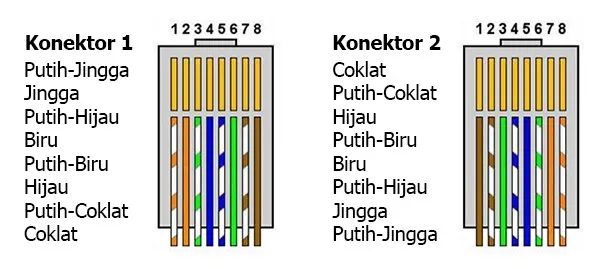 Konektor 1
12345678
Putih-Jingga
Jingga
Putih-Hijau
Biru
Putih-Biru
Hijau
Putih-Coklat
Coklat
Konektor 2
12345678
Coklat
Putih-Coklat
Hijau
Putih-Biru
Biru
Putih-Hijau
Jingga
Putih-Jingga